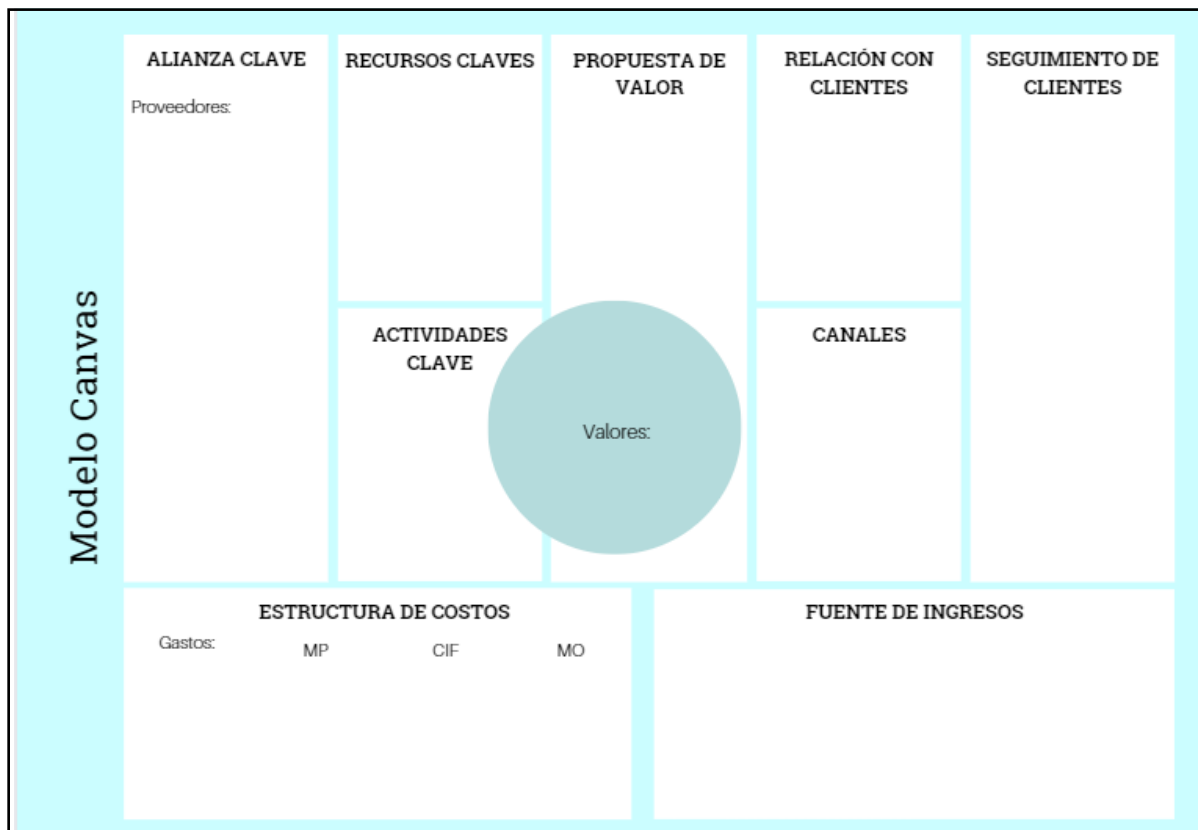 Modelo Canvas
ALIANZA CLAVE
Proveedores:
RECURSOS CLAVES
ACTIVIDADES
CLAVE
PROPUESTA DE
VALOR
Valores:
RELACIÓN CON
CLIENTES
CANALES
SEGUIMIENTO DE
CLIENTES
ESTRUCTURA DE COSTOS
Gastos:
MP
CIF
MO
FUENTE DE INGRESOS